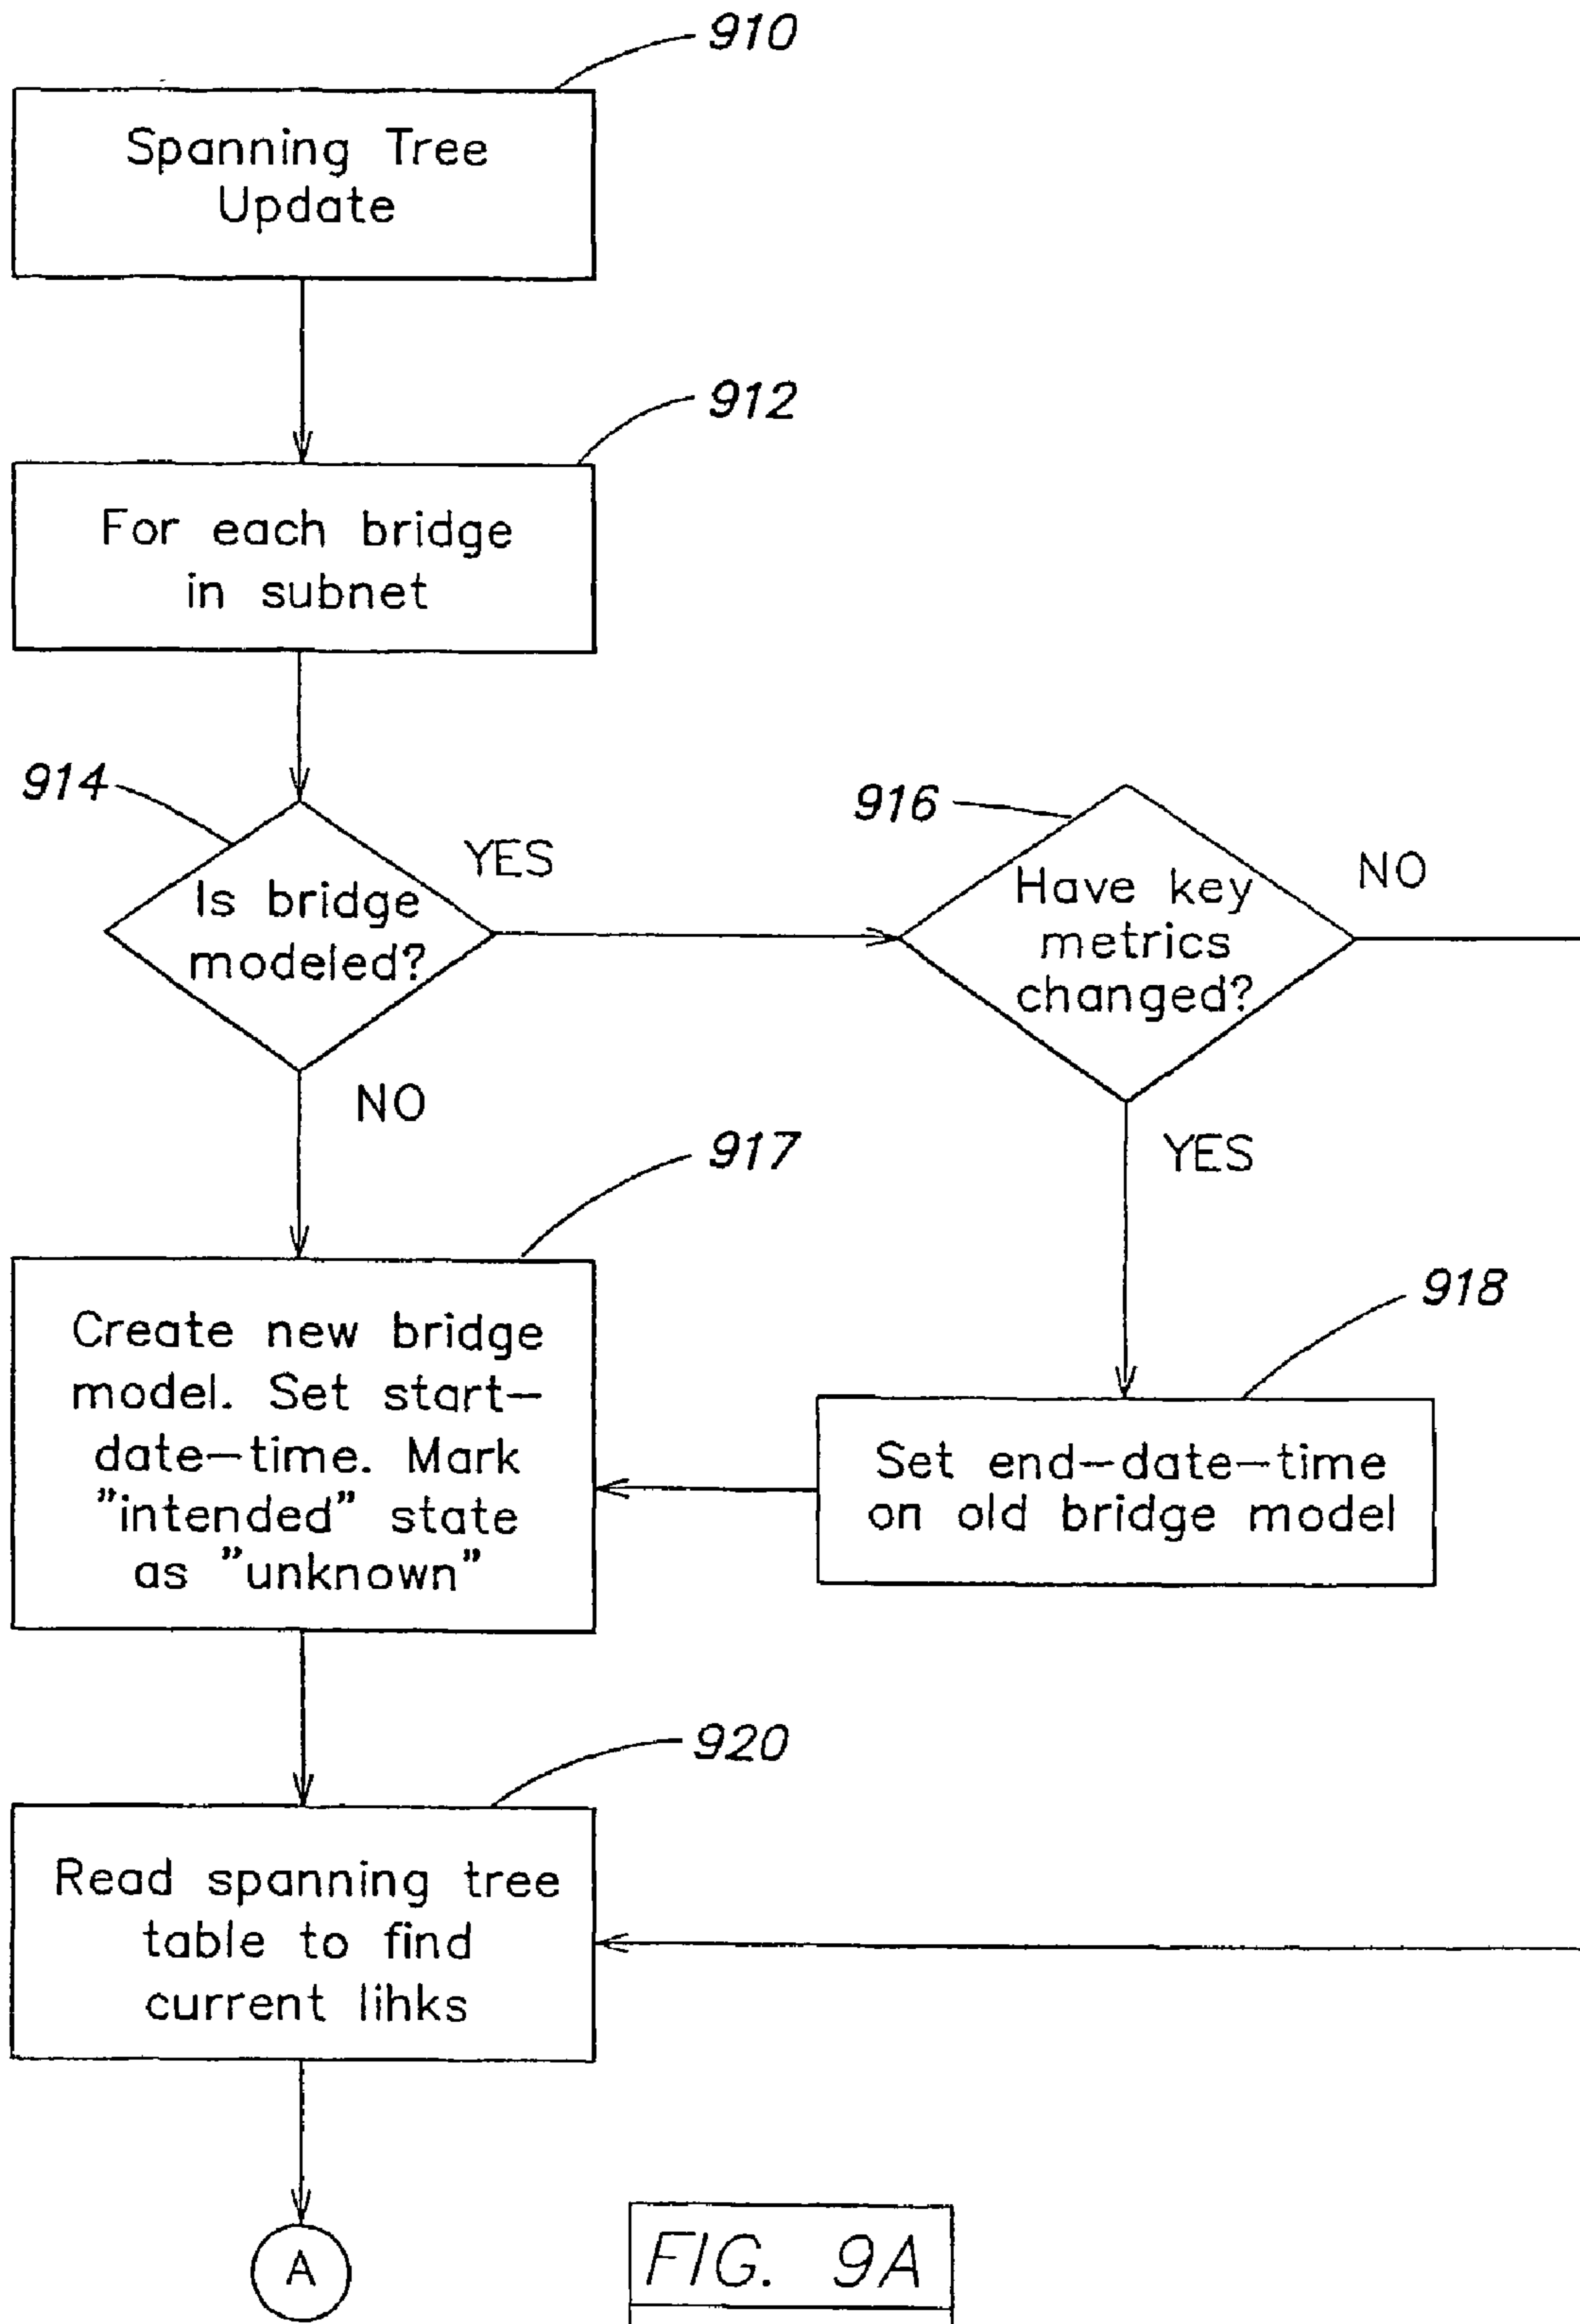 910
Spanning Tree
Update
912
For each bridge
in subnet
914
Is bridge
modeled?
YES
NO
916
Have key
metrics
changed?
NO
YES
917
Create new bridge
model. Set start-
date-time. Mark
"intended" state
as "unknown"
918
Set end-date-time
on old bridge model
920
Read spanning tree
table to find
current lihks
A
FIG. 9A